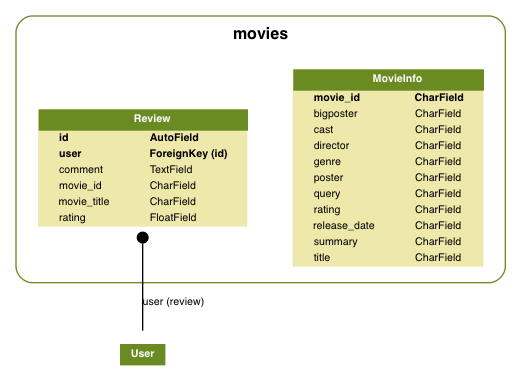 movies
Review
id AutoField
user ForeignKey (id)
comment TextField
movie_id CharField
movie_title CharField
rating FloatField
MovieInfo
movie_id CharField
bigposter CharField
cast CharField
director CharField
genre CharField
poster CharField
query CharField
rating CharField
release_date CharField
summary CharField
title CharField
user (review)
User